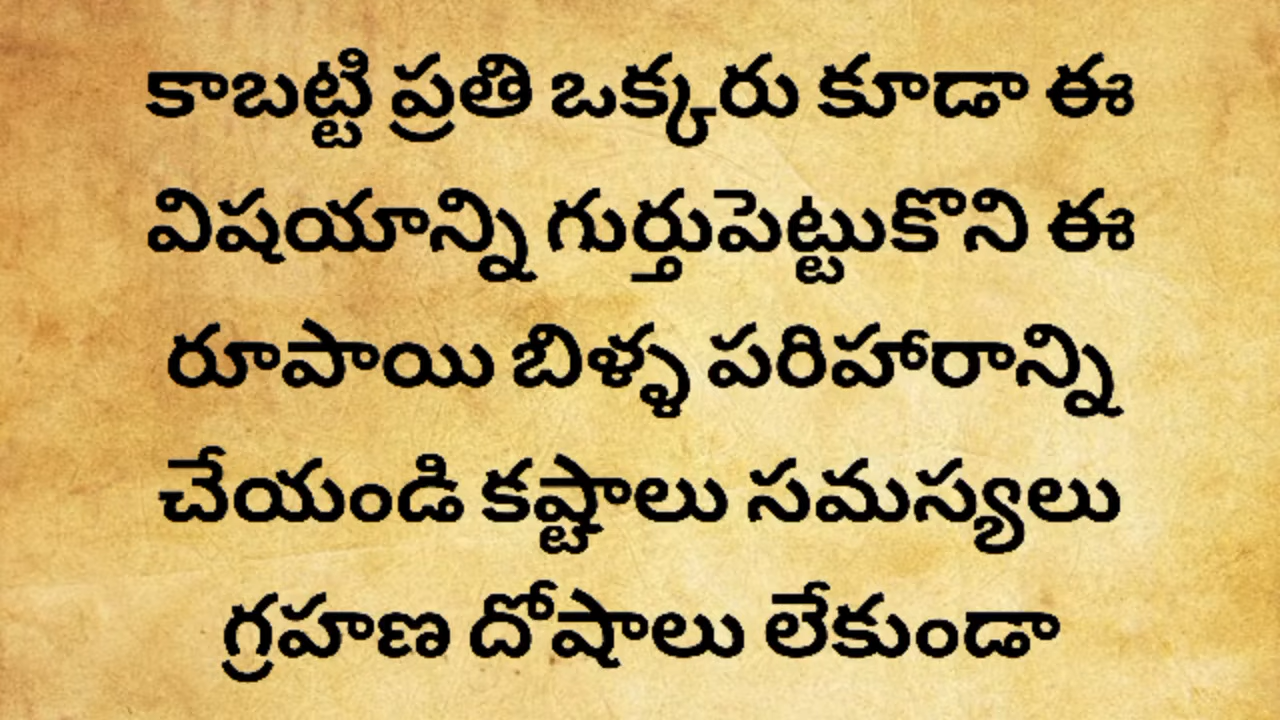 కాబట్టి ప్రతి ఒక్కరు కూడా ఈ
విషయాన్ని గుర్తుపెట్టుకొని ఈ
రూపాయి బిళ్ళ పరిహారాన్ని
చేయండి కష్టాలు సమస్యలు
గ్రహణ దోషాలు లేకుండా